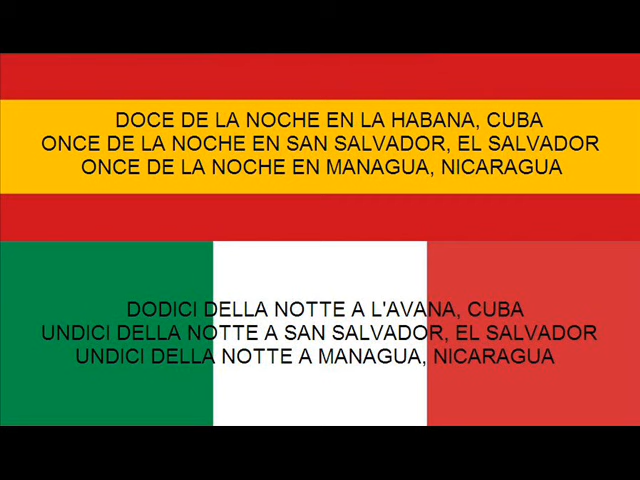 DOCE DE LA NOCHE EN LA HABANA, CUBA
ONCE DE LA NOCHE EN SAN SALVADOR, EL SALVADOR
ONCE DE LA NOCHE EN MANAGUA, NICARAGUA
DODICI DELLA NOTTE A L'AVANA, CUBA
UNDICI DELLA NOTTE A SAN SALVADOR, EL SALVADOR
UNDICI DELLA NOTTE A MANAGUA, NICARAGUA